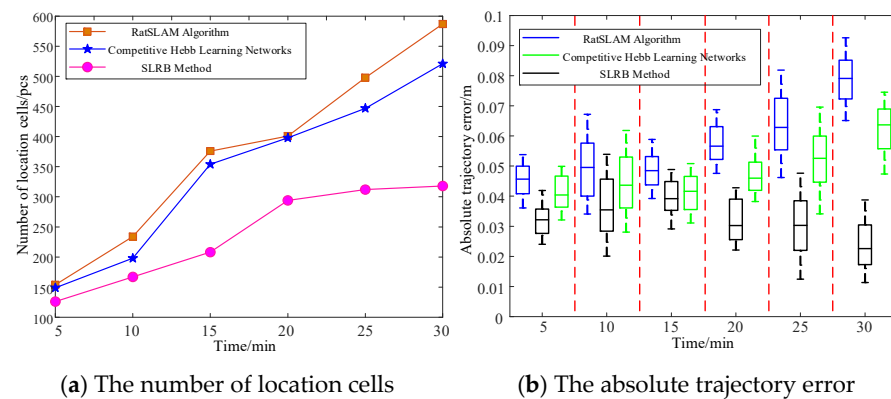 600
550
500
450
400
350
300
250
200
150
100
5 10 15 20 25 30
Number of location cells/pcs
Time/min
RatSLAM Algorithm
Competitive Hebb Learning Networks
SLRB Method
(a) The number of location cells
0.1
0.09
0.08
0.07
0.06
0.05
0.04
0.03
0.02
0.01
0
5 10 15 20 25 30
Absolute trajectory error/m
Time/min
RatSLAM Algorithm
Competitive Hebb Learning Networks
SLRB Method
(b) The absolute trajectory error